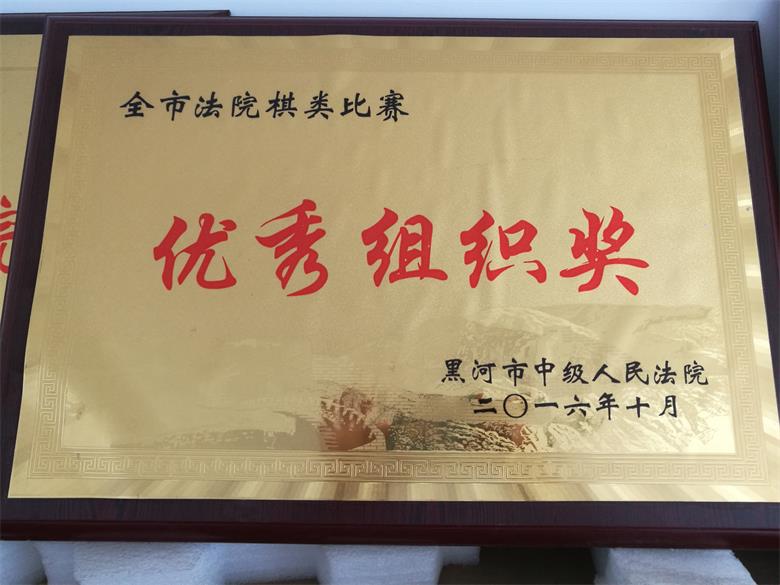 全市法院棋类比赛
优秀组织奖
黑河市中级人民法院
二〇一六年十月
院